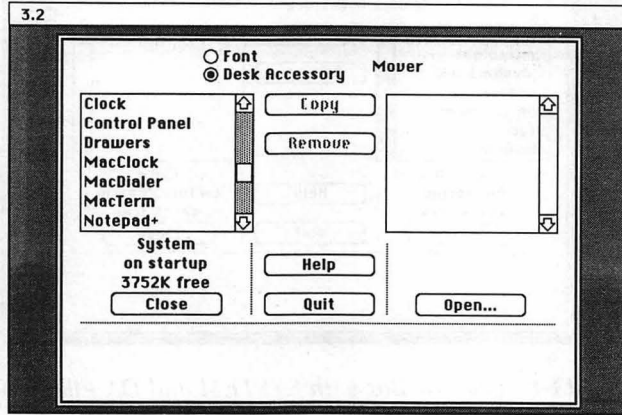 3.2
Font
Desk Accessory
Mover
Clock
Control Panel
Drawers
MacClock
MacDialer
MacTerm
Notepad+
Copy
Remove
System
on startup
3752K free
Close
Help
Quit
Open...